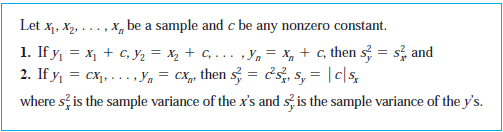 Let x₁, x₂, . . . , xₙ be a sample and c be any nonzero constant.
1. If y₁ = x₁ + c, y₂ = x₂ + c, . . . , yₙ = xₙ + c, then s²ᵧ = s²ₓ, and
2. If y₁ = cx₁, . . . , yₙ = cxₙ, then s²ᵧ = c²s²ₓ, sᵧ = |c|sₓ
where s²ₓ is the sample variance of the x's and s²ᵧ is the sample variance of the y's.